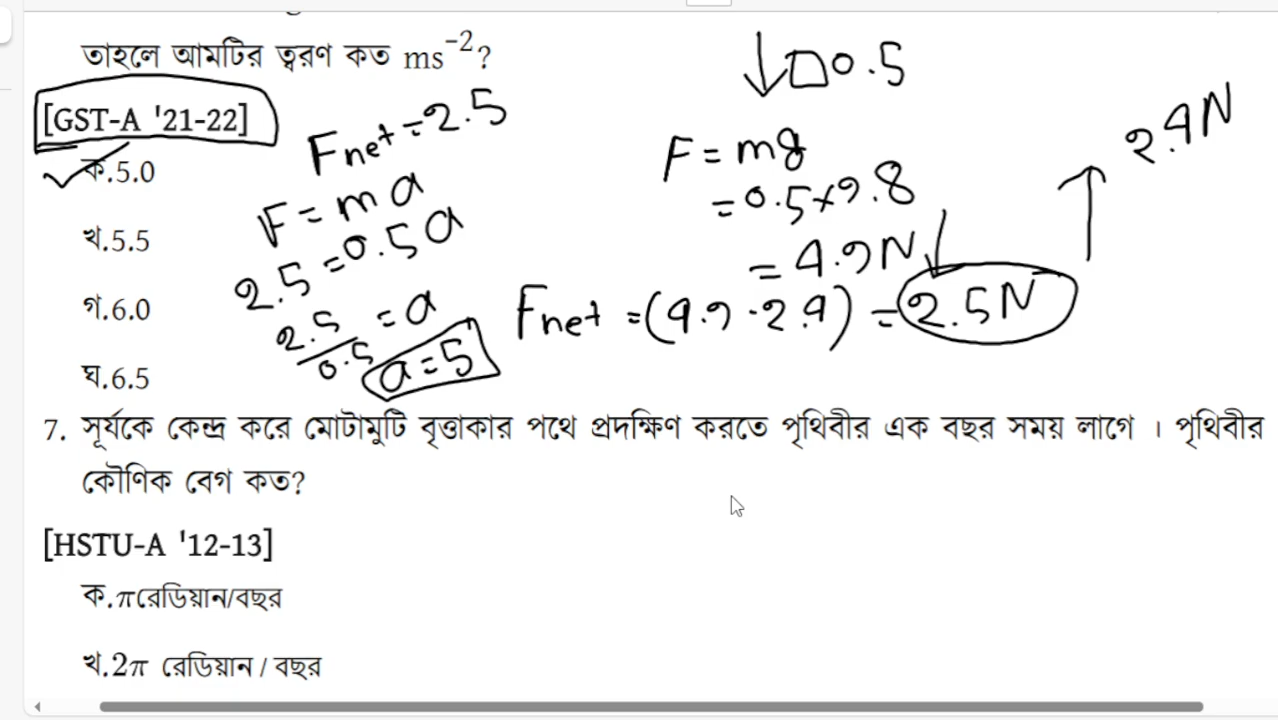 তাহলে আমটির ত্বরণ কত ms⁻²?
[GST-A '21-22]
ক.5.0
খ.5.5
গ.6.0
ঘ.6.5
Fnet = 2.5
F = ma
2.5 = 0.5a
2.5/0.5 = a
a = 5
0.5
F = mg
= 0.5 × 9.8
= 4.9N
2.4N
Fnet = (4.9 - 2.4) = 2.5N
7. সূর্যকে কেন্দ্র করে মোটামুটি বৃত্তাকার পথে প্রদক্ষিণ করতে পৃথিবীর এক বছর সময় লাগে । পৃথিবীর
কৌণিক বেগ কত?
[HSTU-A '12-13]
ক.πরেডিয়ান/বছর
খ.2π রেডিয়ান / বছর